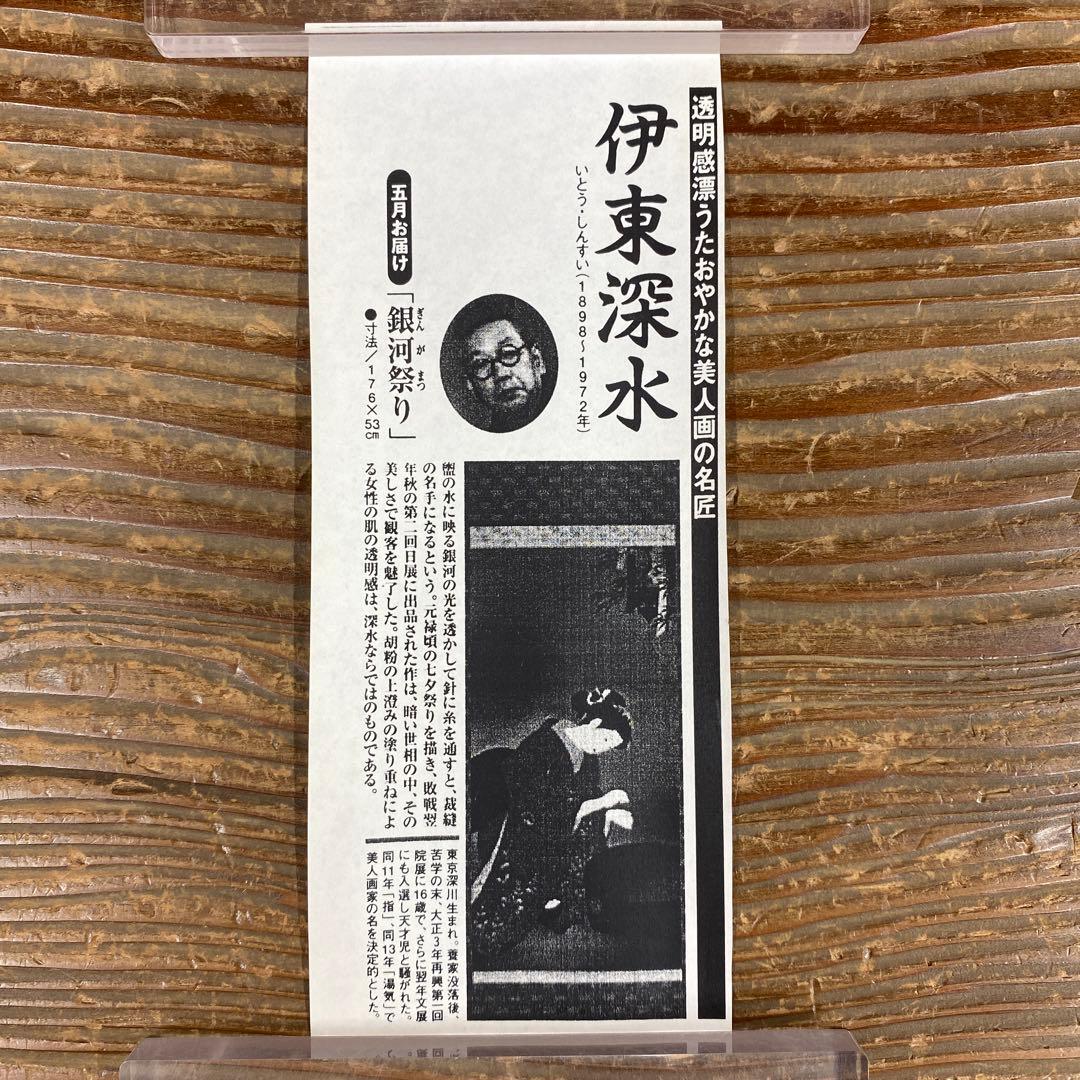 透明感漂うたおやかな美人画の名匠
伊東深水
いとう・しんすい(1898～1972年)
五月お届け
「銀河祭り」
ぎん が まつ
●寸法/176×53㎝
盥の水に映る銀河の光を透かして針に糸を通すと、裁縫
の名手になるという。元禄頃の七夕祭りを描き、敗戦翌
年秋の第二回日展に出品された作は、暗い世相の中、その
美しさで観客を魅了した。胡粉の上澄みの塗り重ねによ
る女性の肌の透明感は、深水ならではのものである。
東京深川生まれ。養家没落後、
苦学の末、大正3年再興第一回
院展に16歳で、さらに翌年文展
にも入選し天才児と騒がれた。
同11年「指」、同13年「湯気」で
美人画家の名を決定的とした。